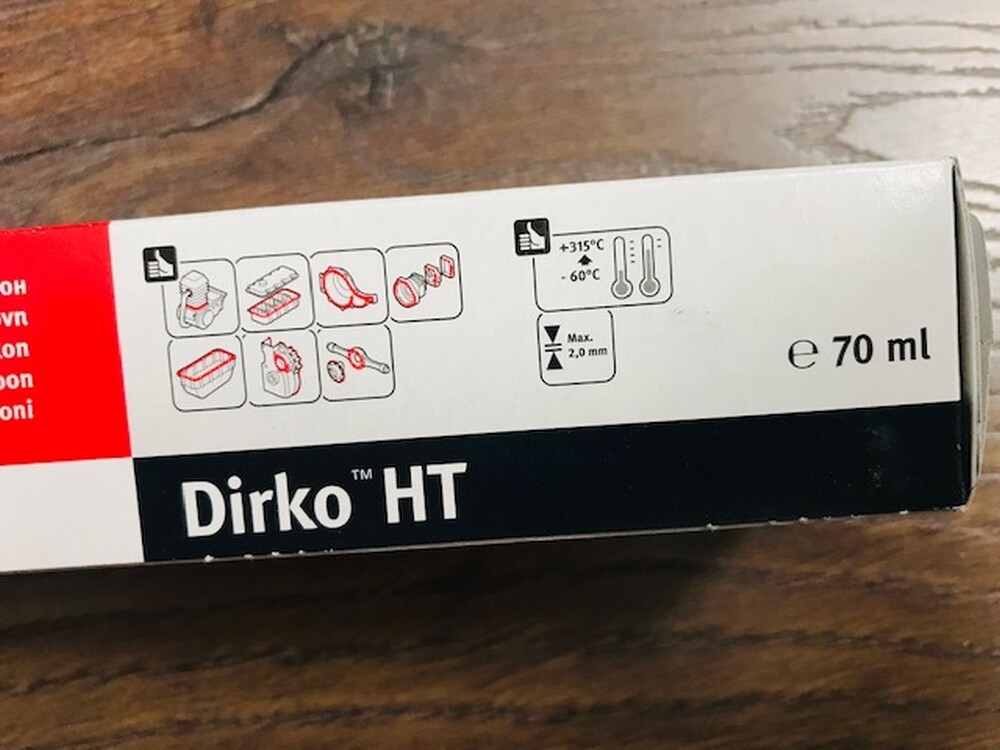 +315°C
- 60°C
Max.
2,0 mm
℮ 70 ml
Dirko™ HT